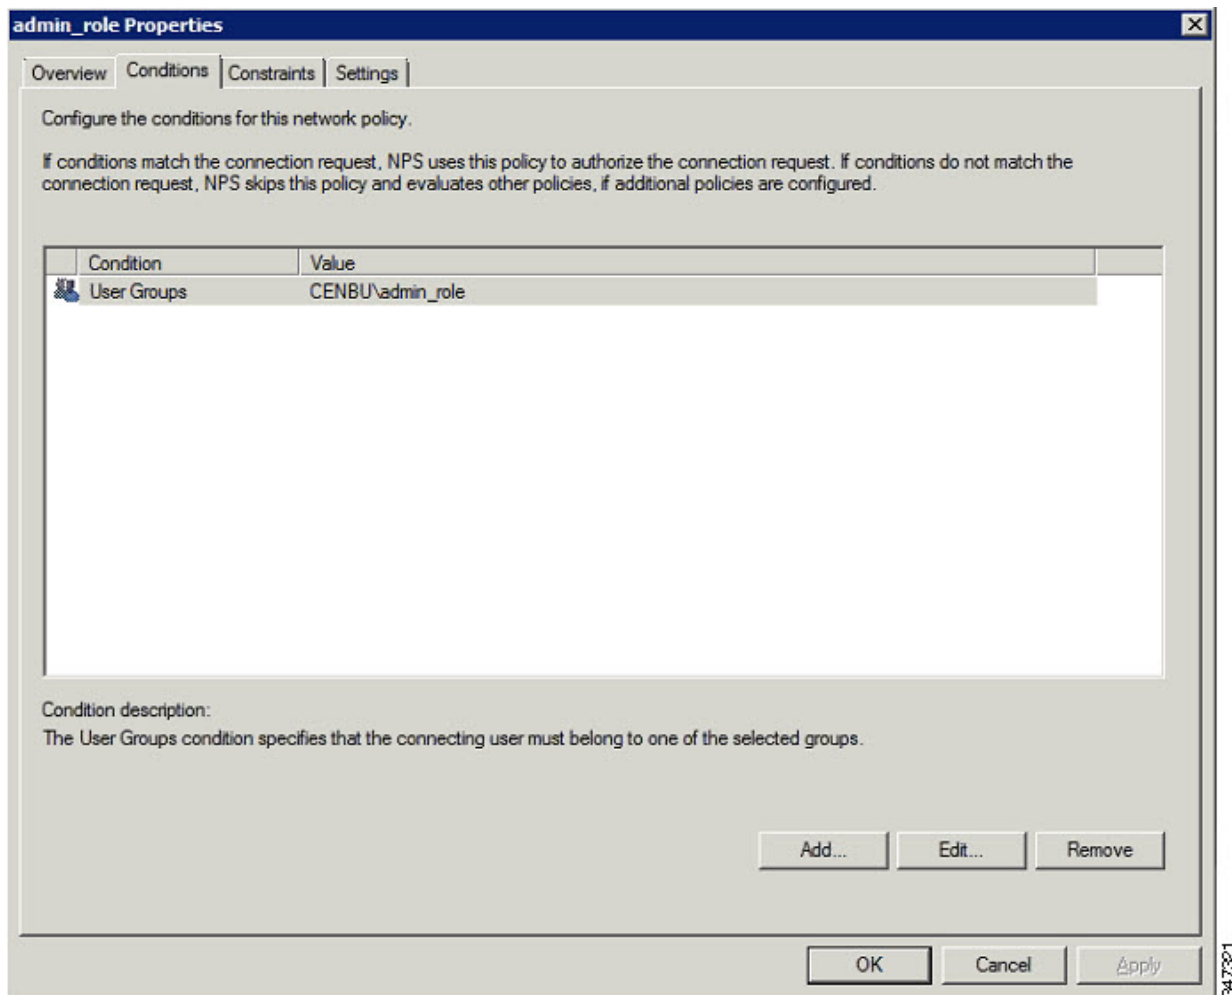 admin_role Properties
Overview Conditions Constraints Settings
Configure the conditions for this network policy.
If conditions match the connection request, NPS uses this policy to authorize the connection request. If conditions do not match the
connection request, NPS skips this policy and evaluates other policies, if additional policies are configured.
Condition Value
User Groups CENBU\admin_role
Condition description:
The User Groups condition specifies that the connecting user must belong to one of the selected groups.
Add... Edit... Remove
OK Cancel Apply
347321